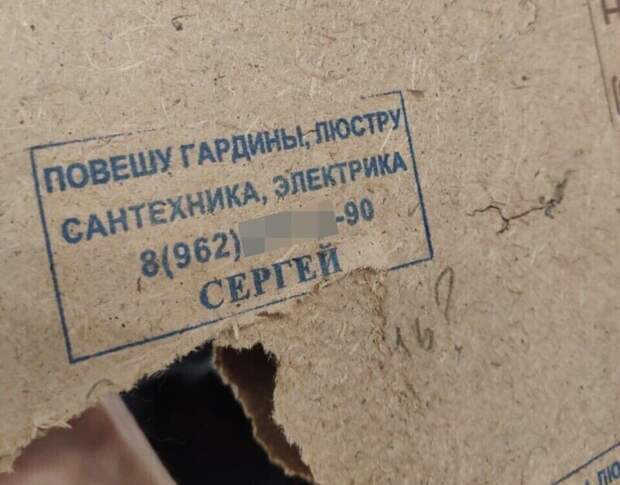 ПОВЕШУ ГАРДИНЫ, ЛЮСТРУ
САНТЕХНИКА, ЭЛЕКТРИКА
8(962) -90
СЕРГЕЙ